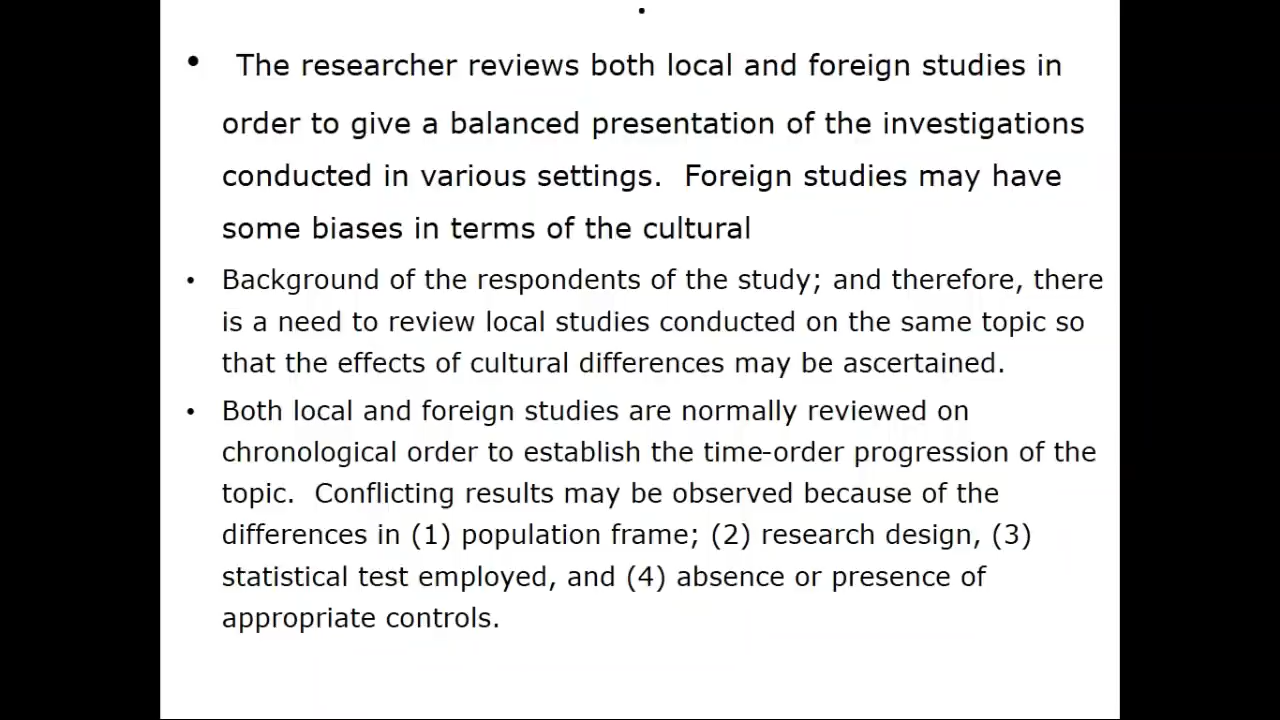 .
• The researcher reviews both local and foreign studies in
order to give a balanced presentation of the investigations
conducted in various settings. Foreign studies may have
some biases in terms of the cultural
• Background of the respondents of the study; and therefore, there
is a need to review local studies conducted on the same topic so
that the effects of cultural differences may be ascertained.
• Both local and foreign studies are normally reviewed on
chronological order to establish the time-order progression of the
topic. Conflicting results may be observed because of the
differences in (1) population frame; (2) research design, (3)
statistical test employed, and (4) absence or presence of
appropriate controls.